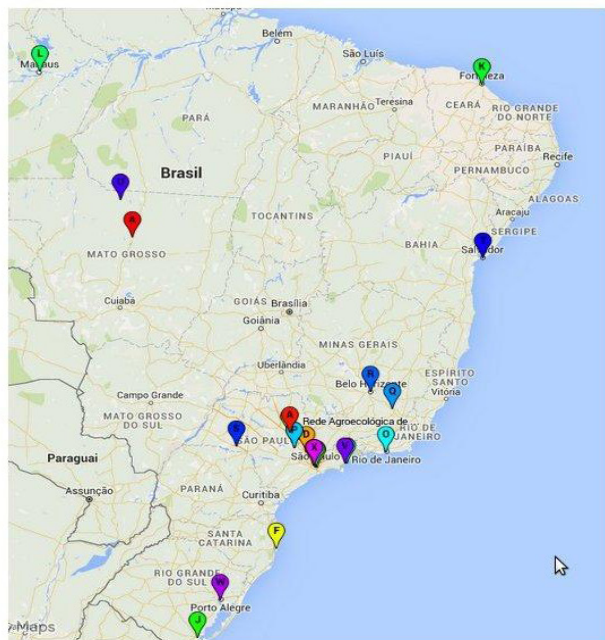 Macapá
Belém
L
Manaus
São Luís
K
Fortaleza
Teresina
MARANHÃO
CEARÁ
RIO GRANDE
DO NORTE
PARÁ
PARAÍBA
Brasil
PIAUÍ
Recife
PERNAMBUCO
ALAGOAS
TOCANTINS
Aracaju
SERGIPE
BAHIA
Salvador
MATO GROSSO
Cuiabá
GOIÁS
Brasília
Goiânia
MINAS GERAIS
Uberlândia
R
Belo Horizonte
Q
ESPÍRITO
SANTO
Vitória
Campo Grande
MATO GROSSO
DO SUL
A
Rede Agroecológica de
S
P
D
O
RIO DE
JANEIRO
SÃO PAULO
X
V
São Paulo
Rio de Janeiro
Paraguai
PARANÁ
Assunção
Curitiba
F
SANTA
CATARINA
RIO GRANDE
DO SUL
W
Porto Alegre
J
Maps